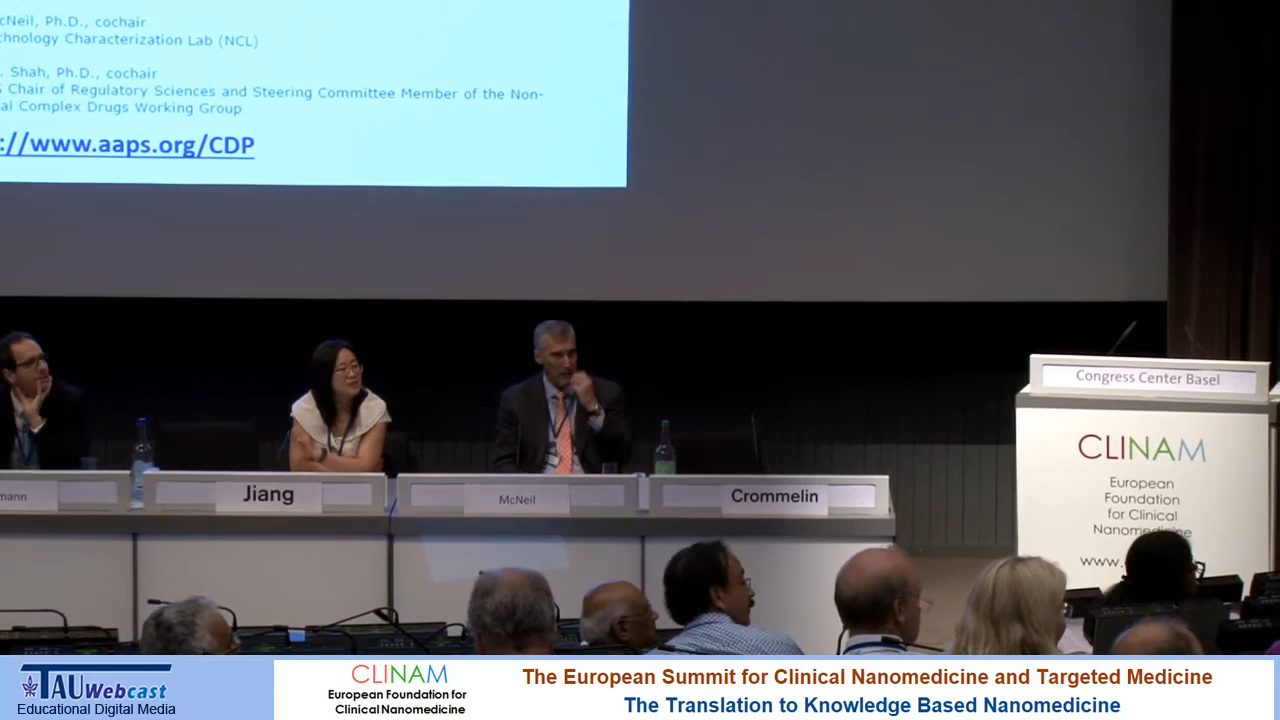 cNeil, Ph.D., cochair
chnology Characterization Lab (NCL)
. Shah, Ph.D., cochair
S Chair of Regulatory Sciences and Steering Committee Member of the Non-
al Complex Drugs Working Group
://www.aaps.org/CDP
mann
Jiang
McNeil
Crommelin
Congress Center Basel
CLINAM
European
Foundation
for Clinical
Nanomedicine
www.
TAU Webcast
Educational Digital Media
CLINAM
European Foundation for
Clinical Nanomedicine
The European Summit for Clinical Nanomedicine and Targeted Medicine
The Translation to Knowledge Based Nanomedicine